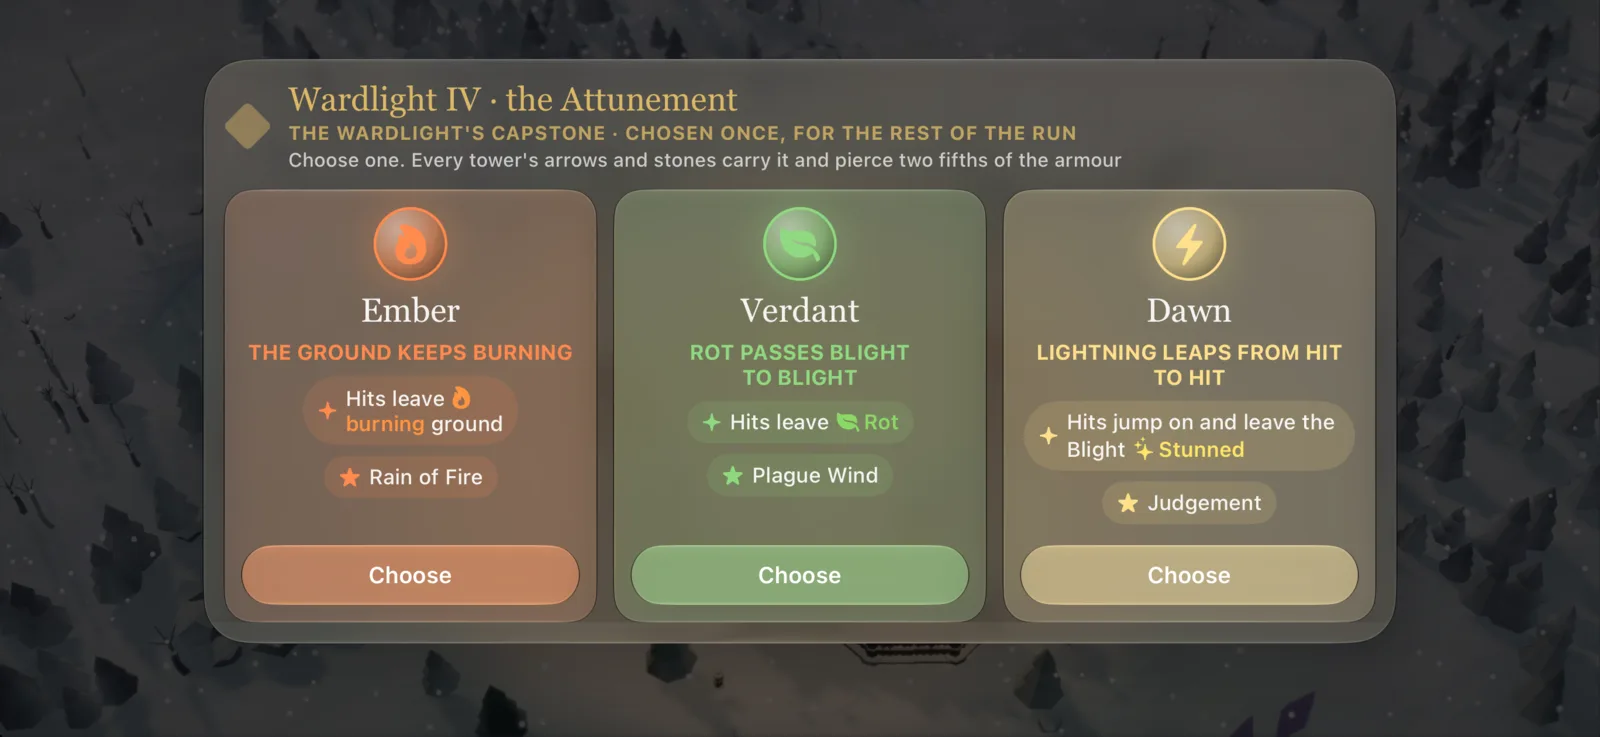 Wardlight IV · the Attunement
THE WARDLIGHT'S CAPSTONE · CHOSEN ONCE, FOR THE REST OF THE RUN
Choose one. Every tower's arrows and stones carry it and pierce two fifths of the armour
Ember
THE GROUND KEEPS BURNING
Hits leave
burning ground
Rain of Fire
Choose
Verdant
ROT PASSES BLIGHT
TO BLIGHT
Hits leave Rot
Plague Wind
Choose
Dawn
LIGHTNING LEAPS FROM HIT
TO HIT
Hits jump on and leave the
Blight Stunned
Judgement
Choose